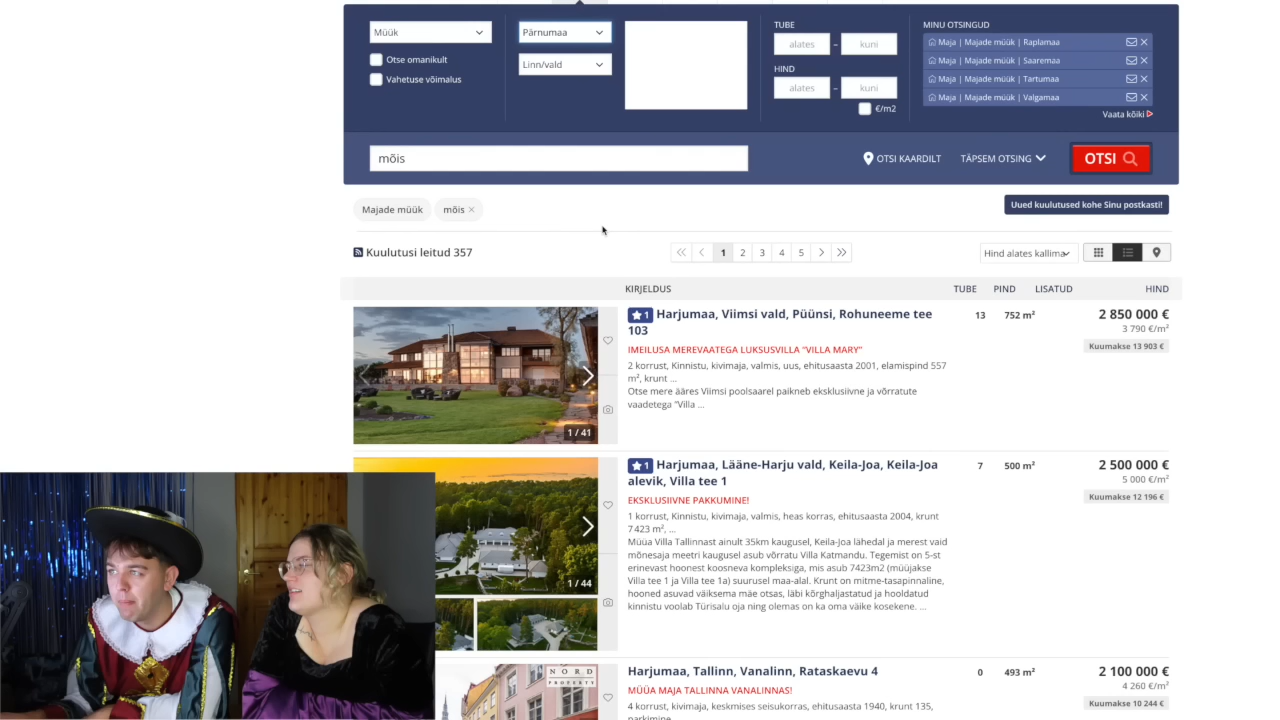 Müük
Pärnumaa
TUBE
MINU OTSINGUD
alates – kuni
Maja | Majade müük | Raplamaa
Otse omanikult
Maja | Majade müük | Saaremaa
Linn/vald
HIND
Vahetuse võimalus
Maja | Majade müük | Tartumaa
alates – kuni
Maja | Majade müük | Valgamaa
€/m2
Vaata kõiki
mõis
OTSI KAARDILT
TÄPSEM OTSING
OTSI
Majade müük
mõis
Uued kuulutused kohe Sinu postkasti!
Kuulutusi leitud 357
1 2 3 4 5
Hind alates kallima
KIRJELDUS TUBE PIND LISATUD HIND
1 Harjumaa, Viimsi vald, Püünsi, Rohuneeme tee
103
13 752 m² 2 850 000 €
3 790 €/m²
Kuumakse 13 903 €
IMEILUSA MEREVAATEGA LUKSUSVILLA "VILLA MARY"
2 korrust, Kinnistu, kivimaja, valmis, uus, ehitusaasta 2001, elamispind 557
m², krunt ...
Otse mere ääres Viimsi poolsaarel paikneb eksklusiivne ja võrratute
vaadetega "Villa ...
1 / 41
1 Harjumaa, Lääne-Harju vald, Keila-Joa, Keila-Joa
alevik, Villa tee 1
7 500 m² 2 500 000 €
5 000 €/m²
Kuumakse 12 196 €
EKSKLUSIIVNE PAKKUMINE!
1 korrust, Kinnistu, kivimaja, valmis, heas korras, ehitusaasta 2004, krunt
7 423 m², ...
Müüa Villa Tallinnast ainult 35km kaugusel, Keila-Joa lähedal ja merest vaid
mõnesaja meetri kaugusel asub võrratu Villa Katmandu. Tegemist on 5-st
erinevast hoonest koosneva kompleksiga, mis asub 7423m2 (müüjakse
Villa tee 1 ja Villa tee 1a) suurusel maa-alal. Krunt on mitme-tasapinnaline,
hooned asuvad väiksema mäe otsas, läbi kõrghaljastatud ja hooldatud
kinnistu voolab Türisalu oja ning olemas on ka oma väike kosekene. ...
1 / 44
Harjumaa, Tallinn, Vanalinn, Rataskaevu 4
0 493 m² 2 100 000 €
4 260 €/m²
Kuumakse 10 244 €
MÜÜA MAJA TALLINNA VANALINNAS!
4 korrust, kivimaja, keskmises seisukorras, ehitusaasta 1940, krunt 135,
parkimine
NORD
PROPERTY